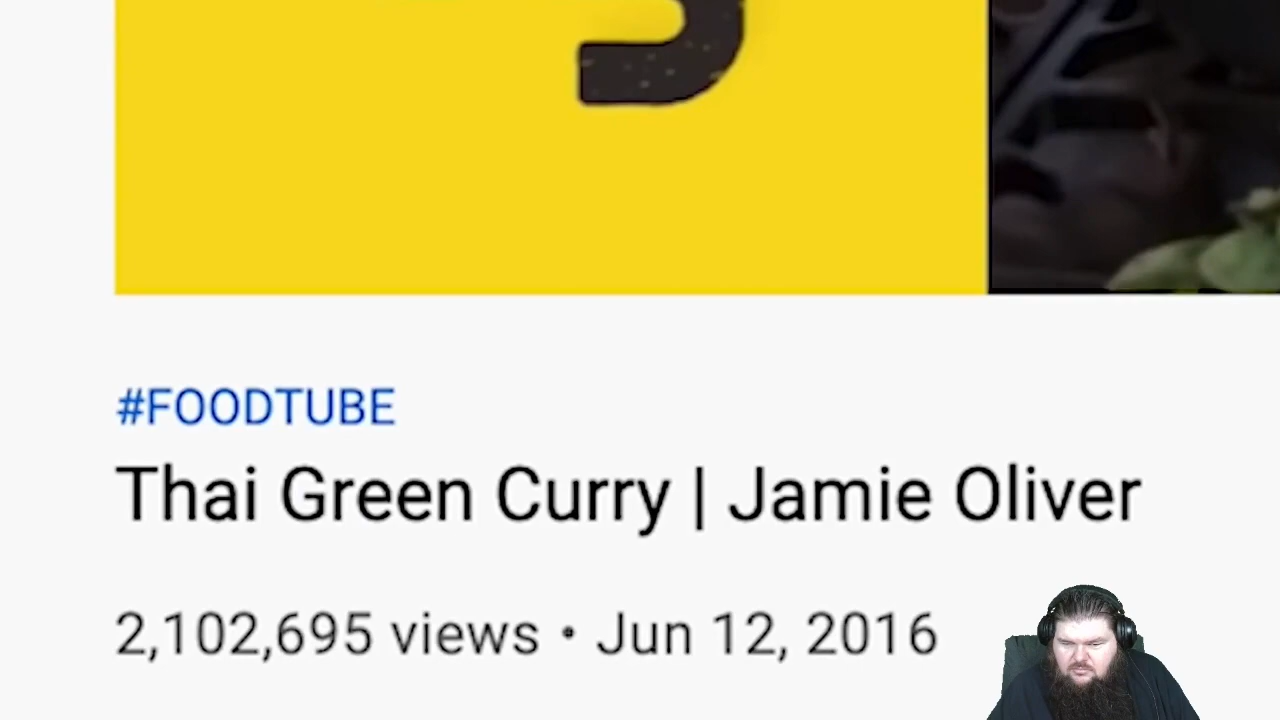 #FOODTUBE
Thai Green Curry | Jamie Oliver
2,102,695 views • Jun 12, 2016